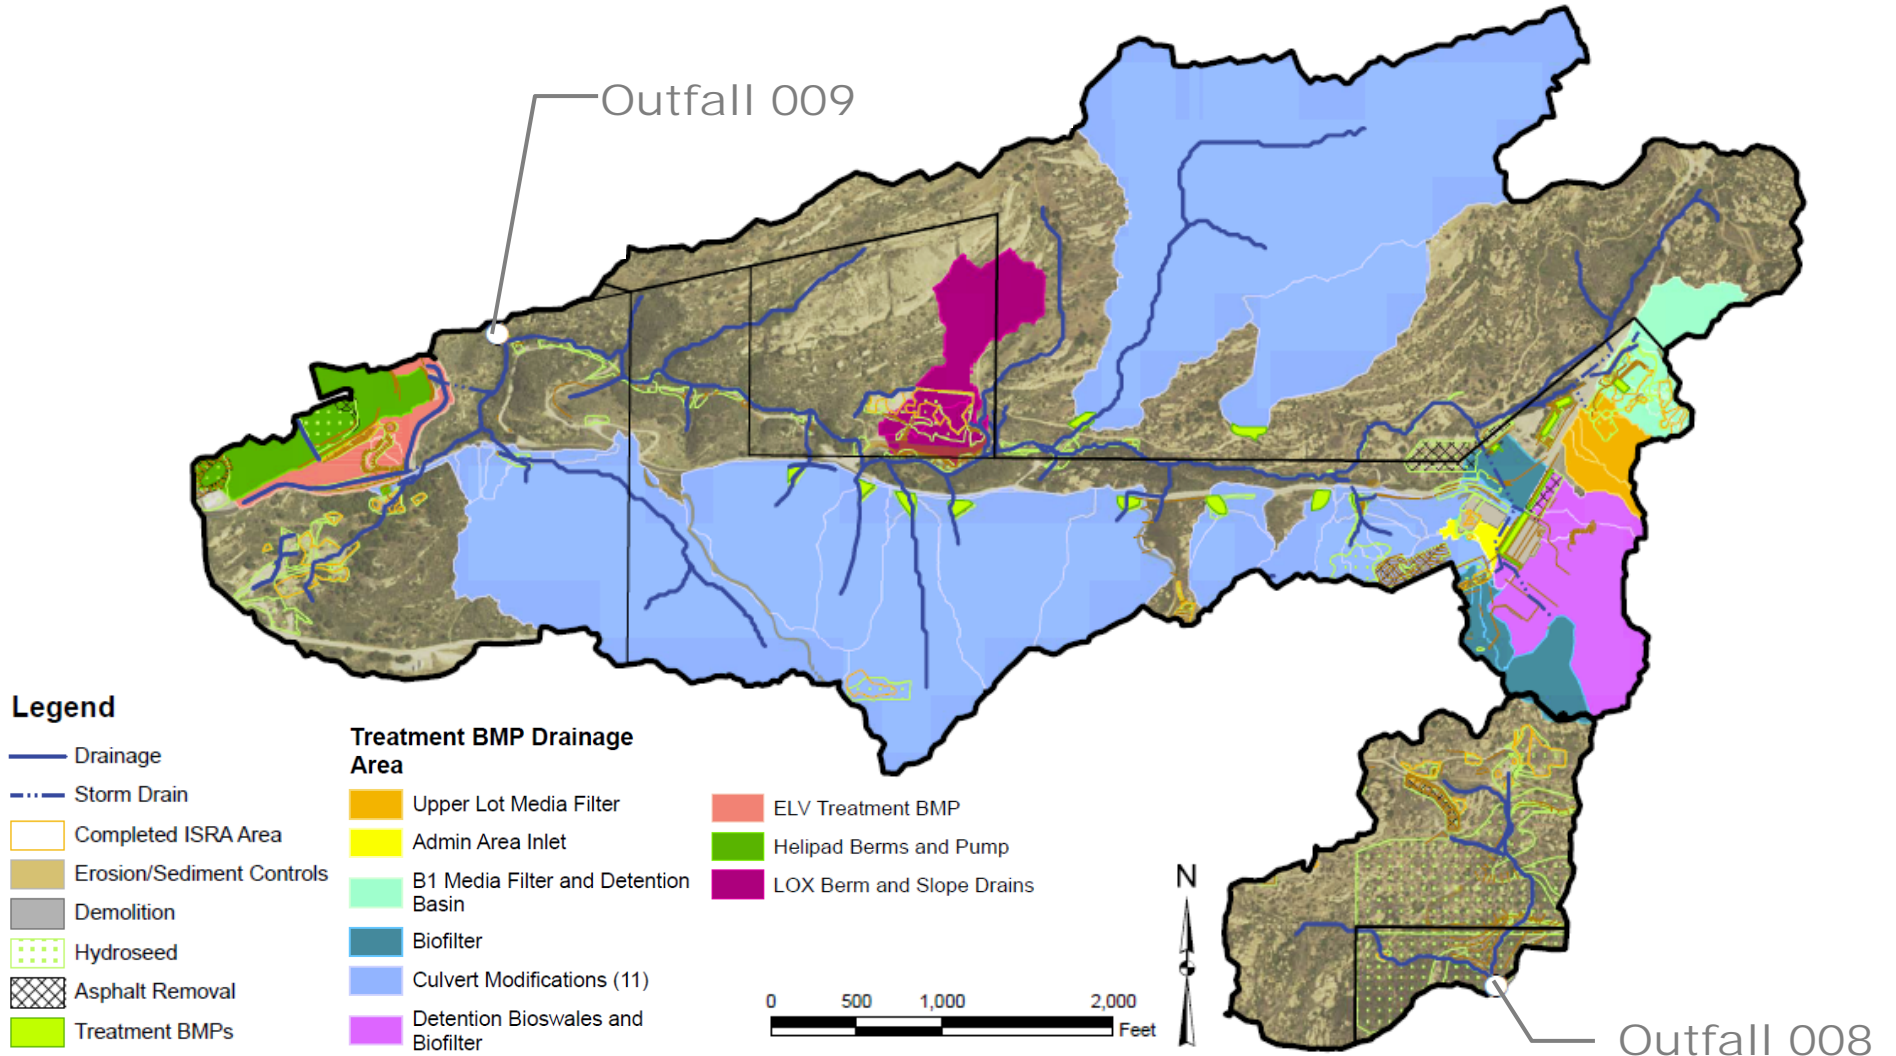 Outfall 009
Legend
Drainage
Storm Drain
Completed ISRA Area
Erosion/Sediment Controls
Demolition
Hydroseed
Asphalt Removal
Treatment BMPs
Treatment BMP Drainage
Area
Upper Lot Media Filter
Admin Area Inlet
B1 Media Filter and Detention
Basin
Biofilter
Culvert Modifications (11)
Detention Bioswales and
Biofilter
ELV Treatment BMP
Helipad Berms and Pump
LOX Berm and Slope Drains
0 500 1,000 2,000
Feet
N
Outfall 008